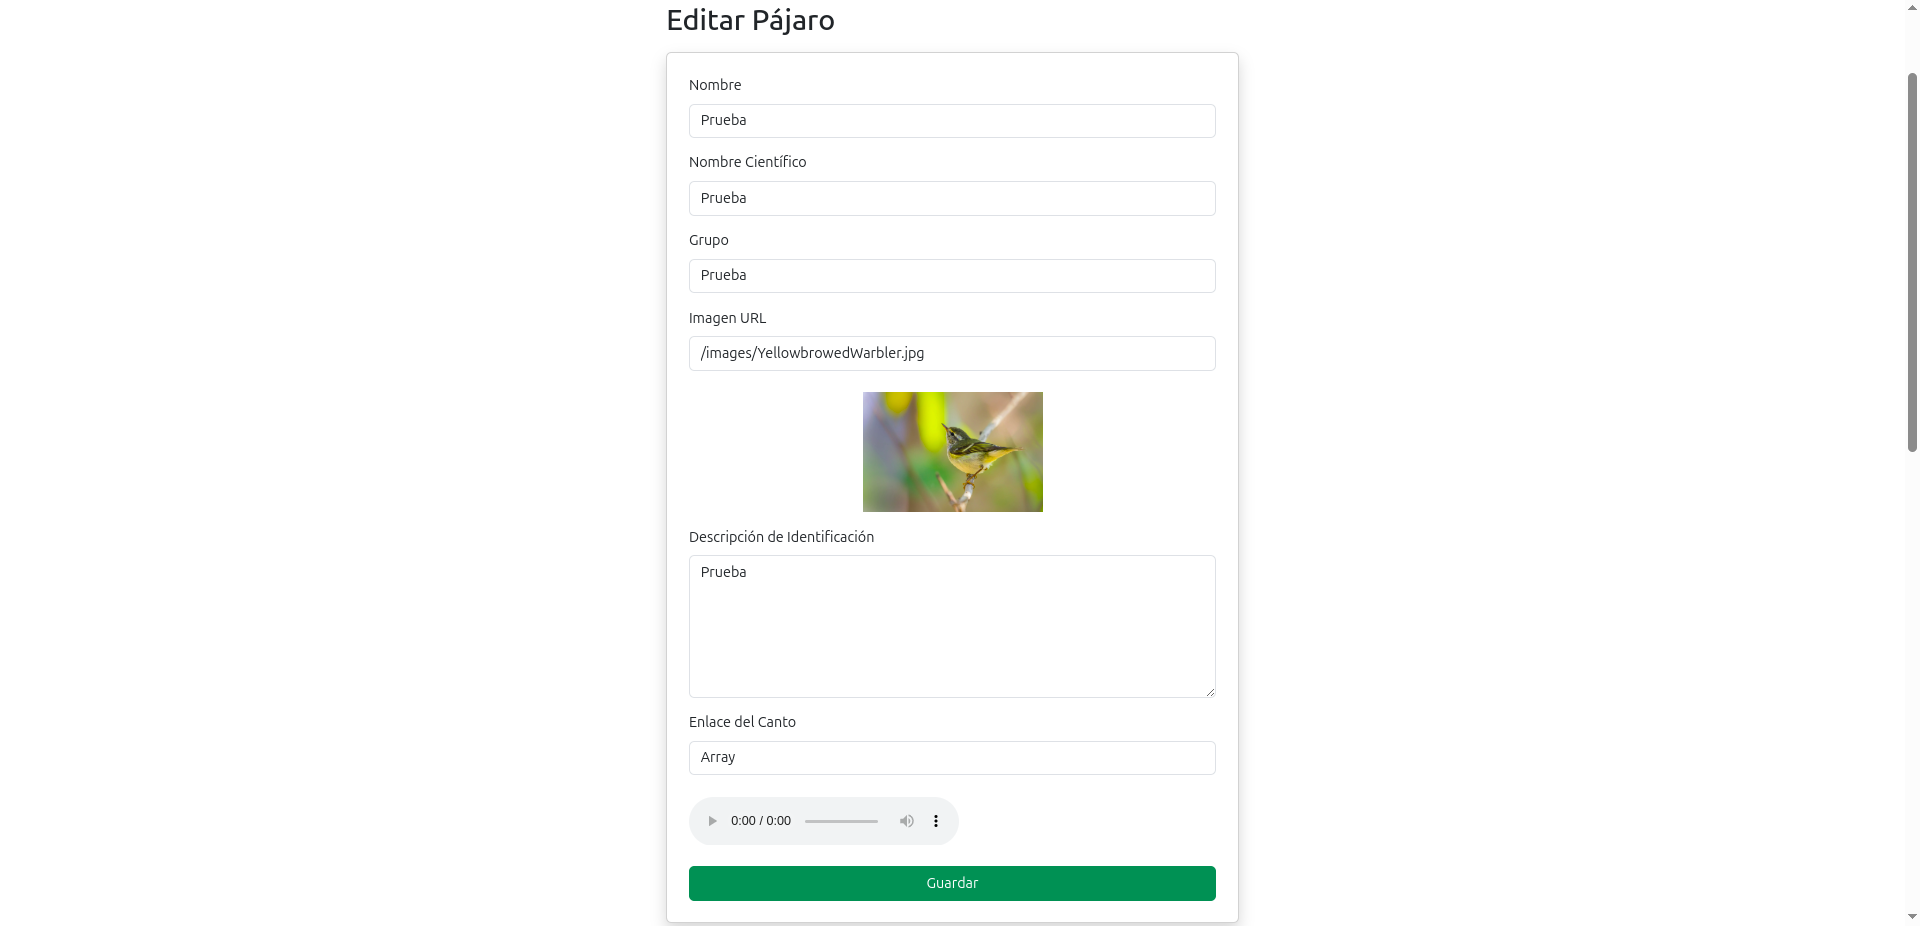 Editar Pájaro
Nombre
Prueba
Nombre Científico
Prueba
Grupo
Prueba
Imagen URL
/images/YellowbrowedWarbler.jpg
Descripción de Identificación
Prueba
Enlace del Canto
Array
0:00 / 0:00
Guardar